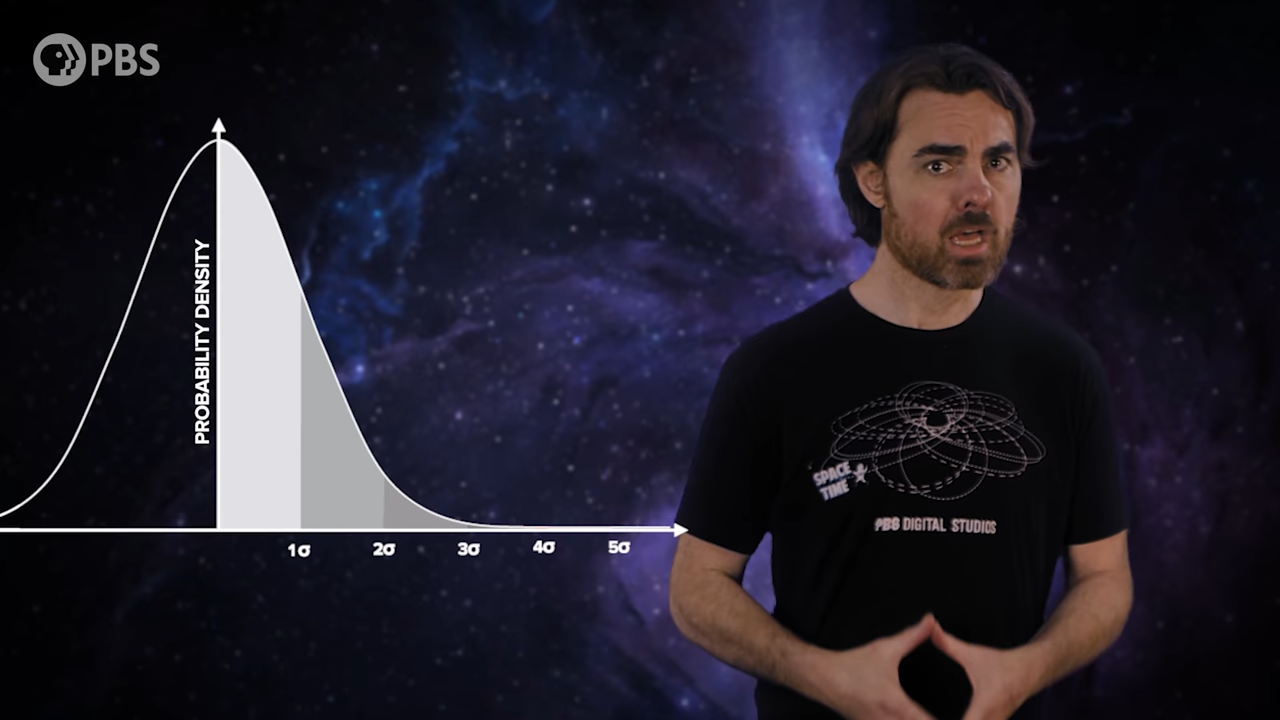 PBS
PROBABILITY DENSITY
1σ 2σ 3σ 4σ 5σ
SPACE
TIME
PBS DIGITAL STUDIOS